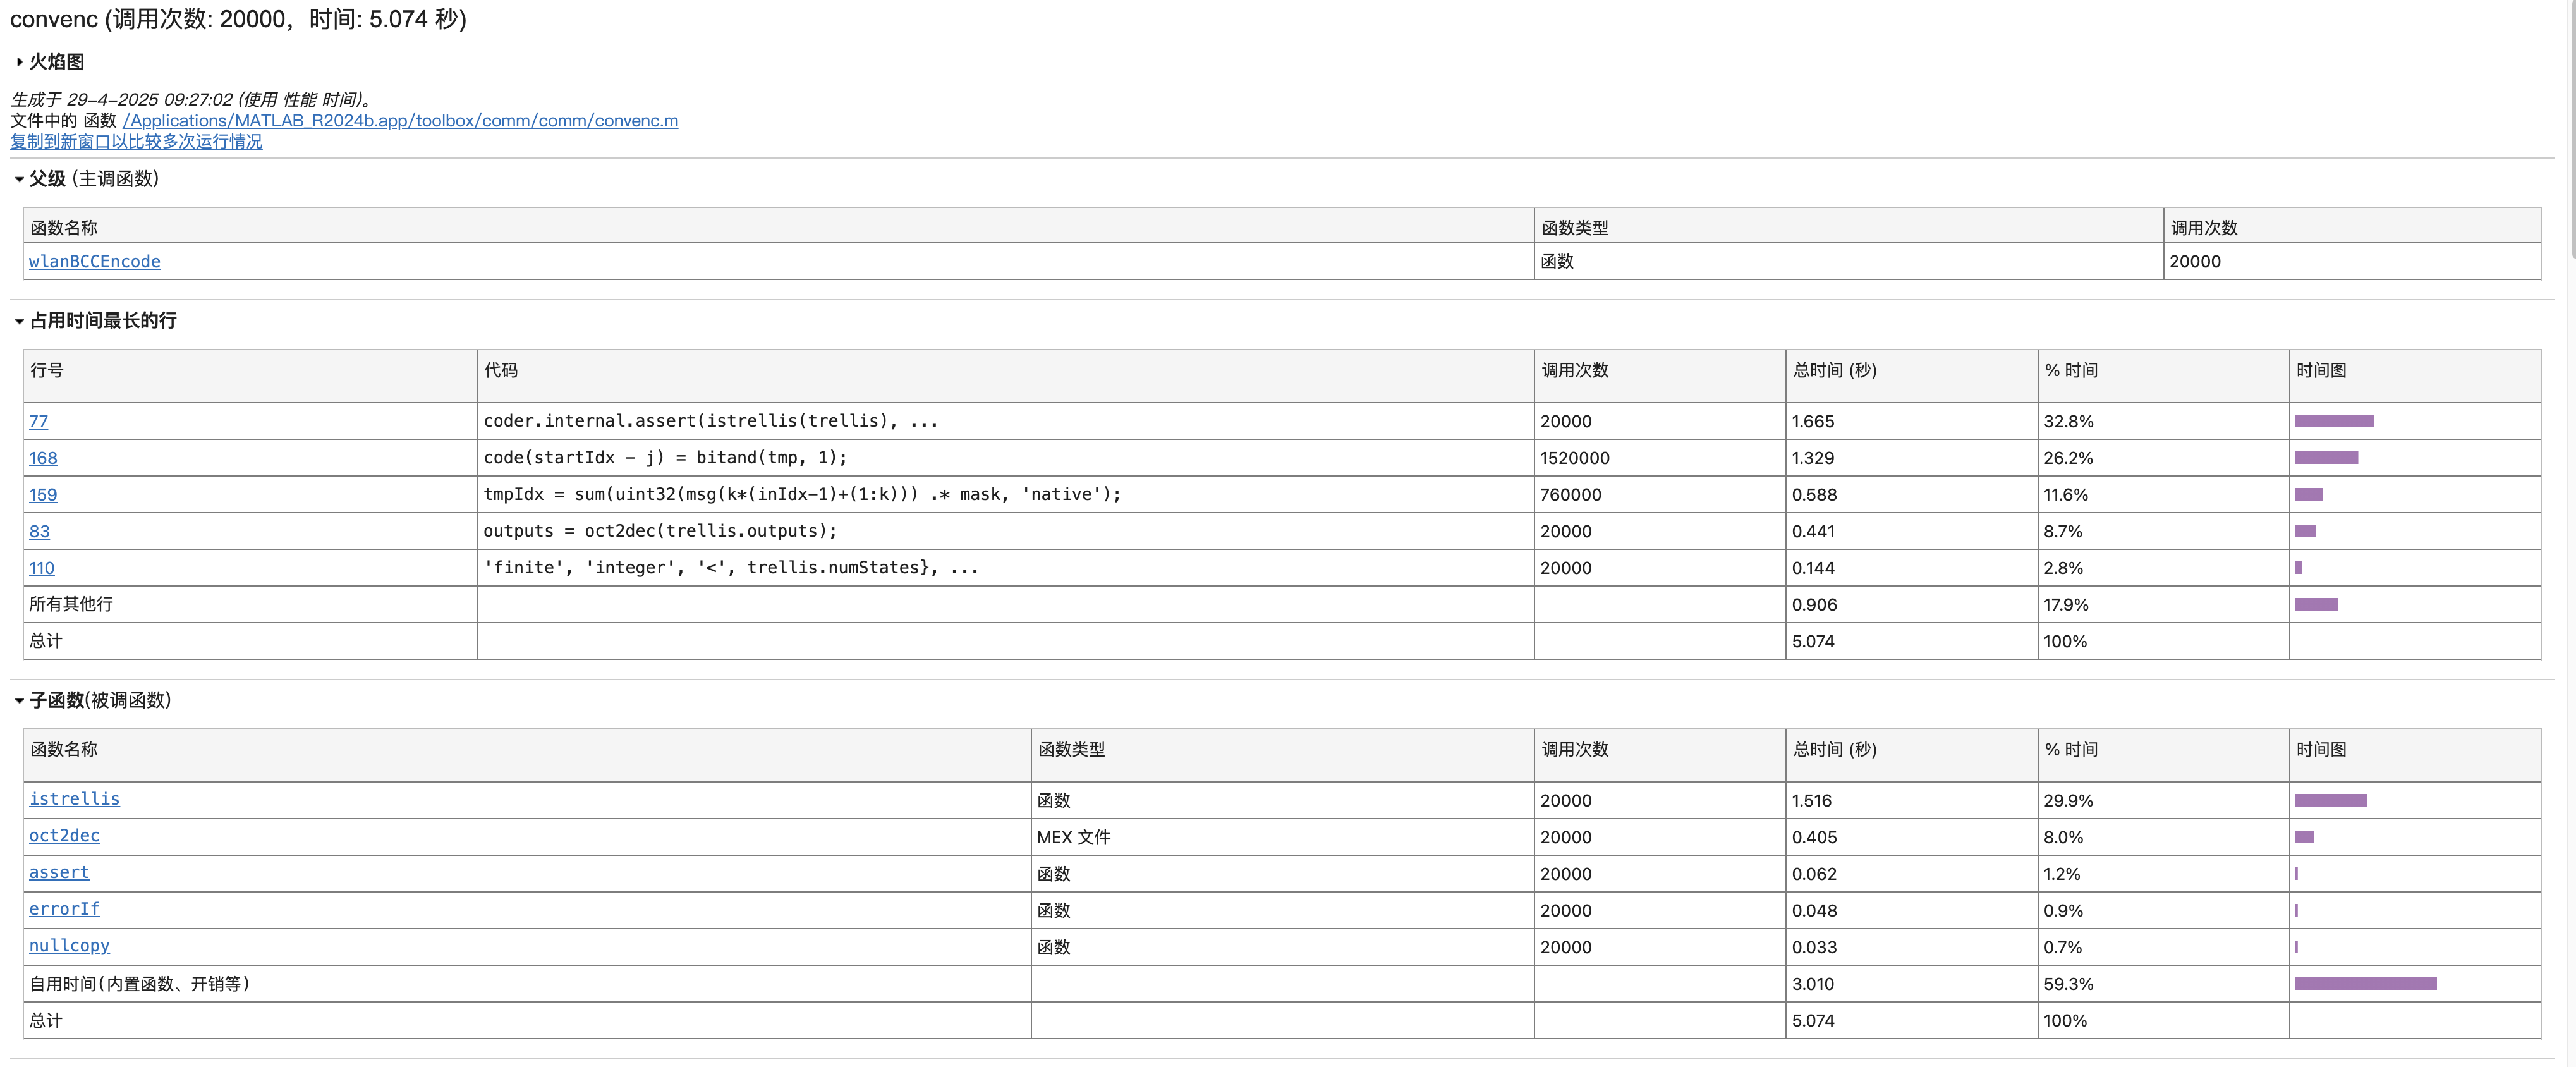 convenc (调用次数: 20000，时间: 5.074 秒)
火焰图
生成于 29-4-2025 09:27:02 (使用 性能 时间)。
文件中的 函数 /Applications/MATLAB_R2024b.app/toolbox/comm/comm/convenc.m
复制到新窗口以比较多次运行情况
父级 (主调函数)
函数名称 函数类型 调用次数
wlanBCCEncode 函数 20000
占用时间最长的行
行号 代码 调用次数 总时间 (秒) % 时间 时间图
77 coder.internal.assert(istrellis(trellis), ... 20000 1.665 32.8%
168 code(startIdx - j) = bitand(tmp, 1); 1520000 1.329 26.2%
159 tmpIdx = sum(uint32(msg(k*(inIdx-1)+(1:k))) .* mask, 'native'); 760000 0.588 11.6%
83 outputs = oct2dec(trellis.outputs); 20000 0.441 8.7%
110 'finite', 'integer', '<', trellis.numStates}, ... 20000 0.144 2.8%
所有其他行 0.906 17.9%
总计 5.074 100%
子函数(被调函数)
函数名称 函数类型 调用次数 总时间 (秒) % 时间 时间图
istrellis 函数 20000 1.516 29.9%
oct2dec MEX 文件 20000 0.405 8.0%
assert 函数 20000 0.062 1.2%
errorIf 函数 20000 0.048 0.9%
nullcopy 函数 20000 0.033 0.7%
自用时间(内置函数、开销等) 3.010 59.3%
总计 5.074 100%